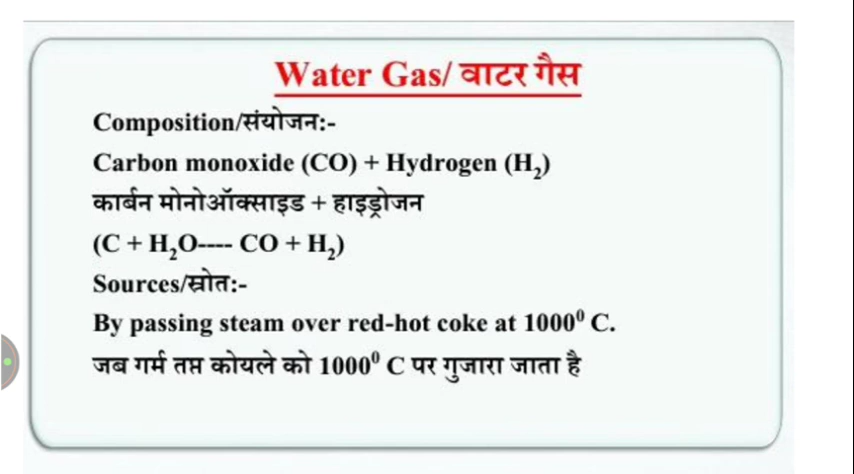 Water Gas/ वाटर गैस
Composition/संयोजन:-
Carbon monoxide (CO) + Hydrogen (H₂)
कार्बन मोनोऑक्साइड + हाइड्रोजन
(C + H₂O---- CO + H₂)
Sources/स्रोत:-
By passing steam over red-hot coke at 1000⁰ C.
जब गर्म तप्त कोयले को 1000⁰ C पर गुजारा जाता है